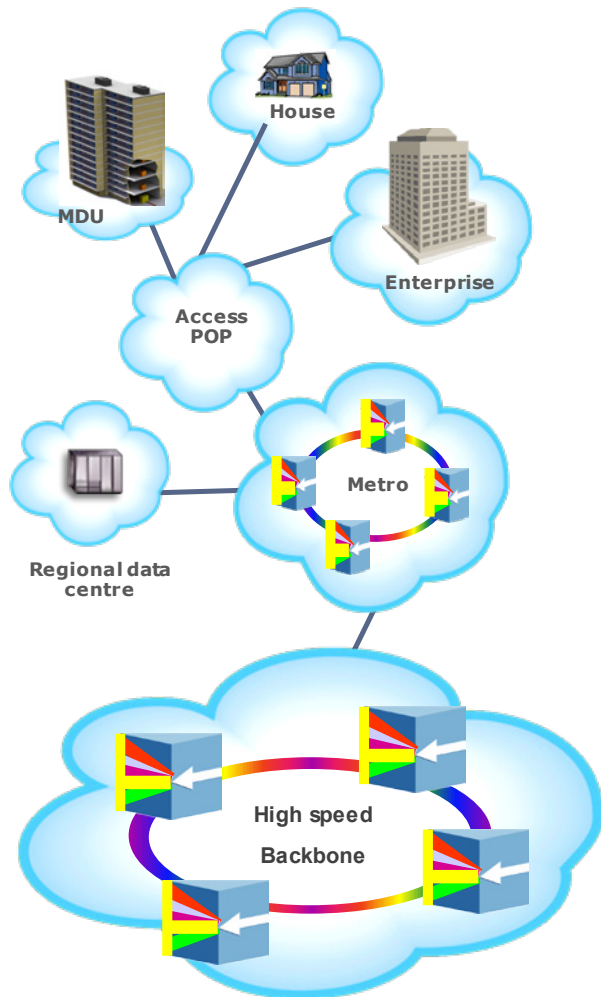 House
MDU
Enterprise
Access
POP
Metro
Regional data
centre
High speed
Backbone